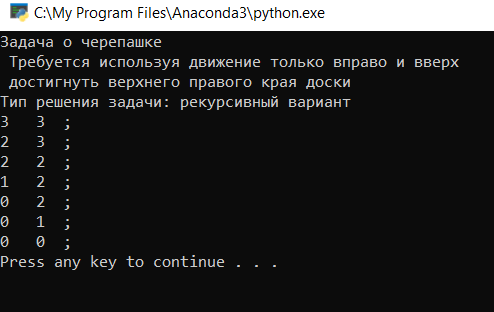 C:\My Program Files\Anaconda3\python.exe
Задача о черепашке
Требуется используя движение только вправо и вверх
достигнуть верхнего правого края доски
Тип решения задачи: рекурсивный вариант
3 3 ;
2 3 ;
2 2 ;
1 2 ;
0 2 ;
0 1 ;
0 0 ;
Press any key to continue . . .